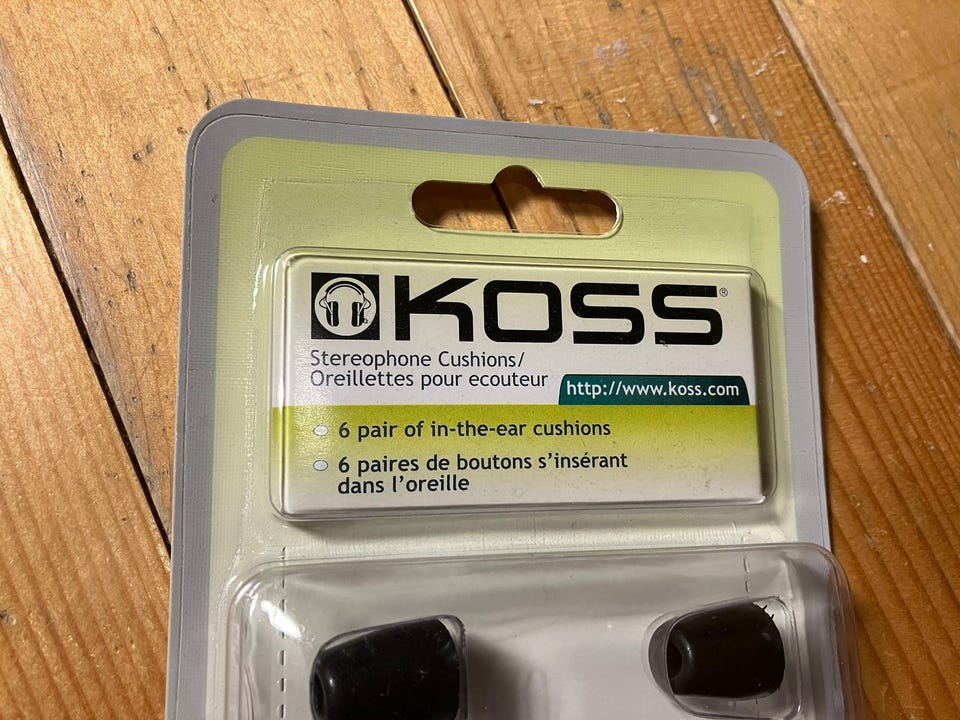 KOSS®
Stereophone Cushions/
Oreillettes pour ecouteur
http://www.koss.com
6 pair of in-the-ear cushions
6 paires de boutons s'insérant
dans l'oreille